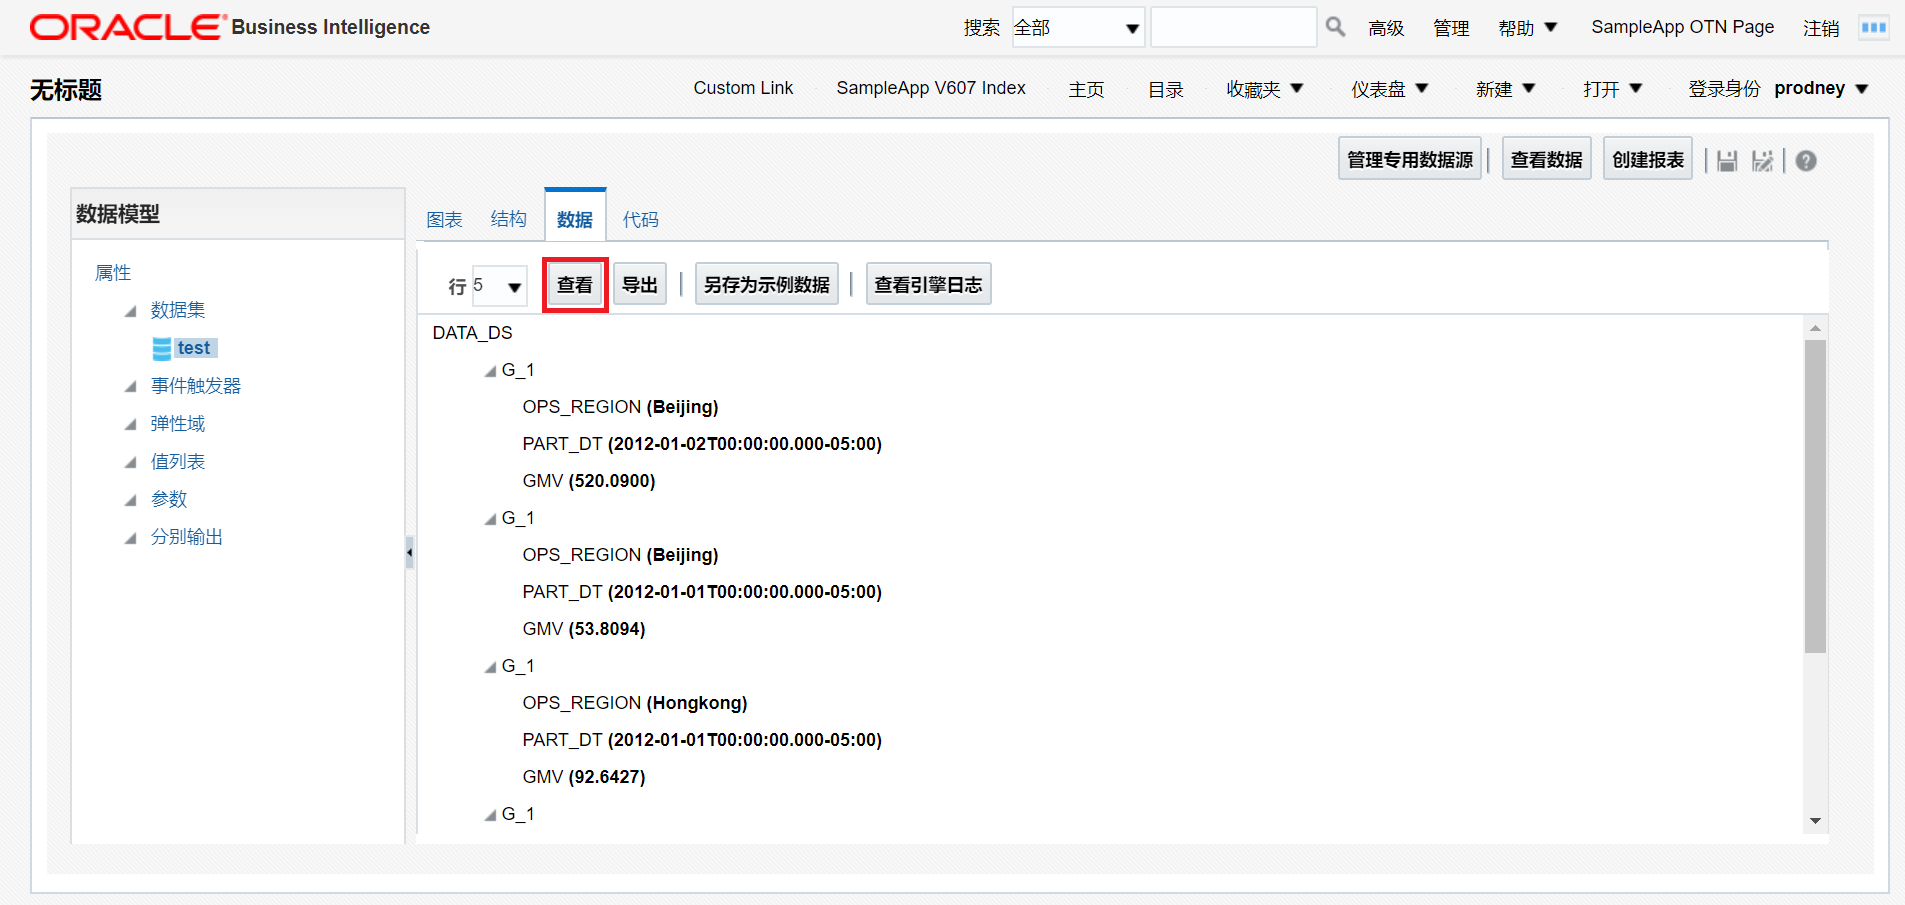 ORACLE Business Intelligence
搜索 全部 高级 管理 帮助 SampleApp OTN Page 注销
无标题
Custom Link SampleApp V607 Index 主页 目录 收藏夹 仪表盘 新建 打开 登录身份 prodney
管理专用数据源 查看数据 创建报表
数据模型
图表 结构 数据 代码
属性
数据集
test
事件触发器
弹性域
值列表
参数
分别输出
行 5 查看 导出 另存为示例数据 查看引擎日志
DATA_DS
G_1
OPS_REGION (Beijing)
PART_DT (2012-01-02T00:00:00.000-05:00)
GMV (520.0900)
G_1
OPS_REGION (Beijing)
PART_DT (2012-01-01T00:00:00.000-05:00)
GMV (53.8094)
G_1
OPS_REGION (Hongkong)
PART_DT (2012-01-01T00:00:00.000-05:00)
GMV (92.6427)
G_1